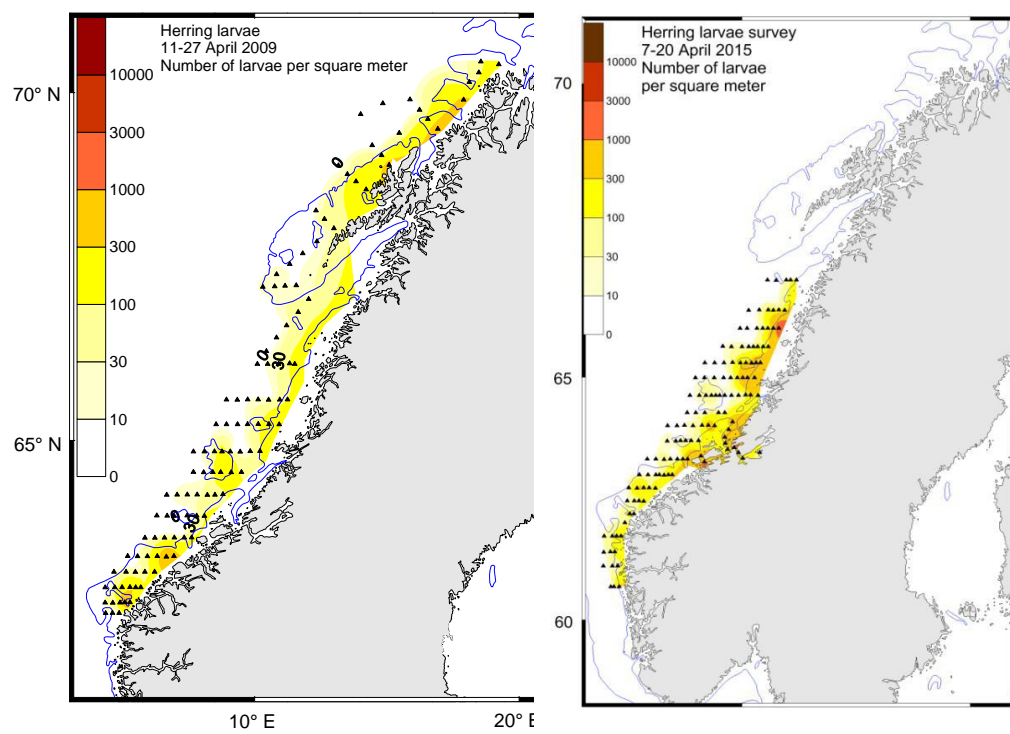 Herring larvae
11-27 April 2009
Number of larvae per square meter
10000
3000
1000
300
100
30
10
0
70° N
65° N
10° E
20° E
0
0
30
0
30
Herring larvae survey
7-20 April 2015
Number of larvae
per square meter
10000
3000
1000
300
100
30
10
0
70
65
60